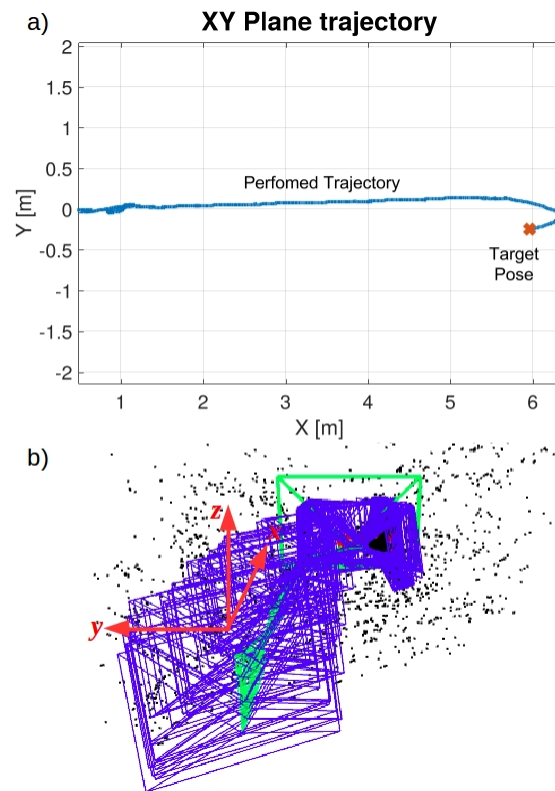 a)
XY Plane trajectory
2
1.5
1
0.5
0
-0.5
-1
-1.5
-2
Y [m]
Perfomed Trajectory
Target
Pose
1
2
3
4
5
6
X [m]
b)
z
x
y